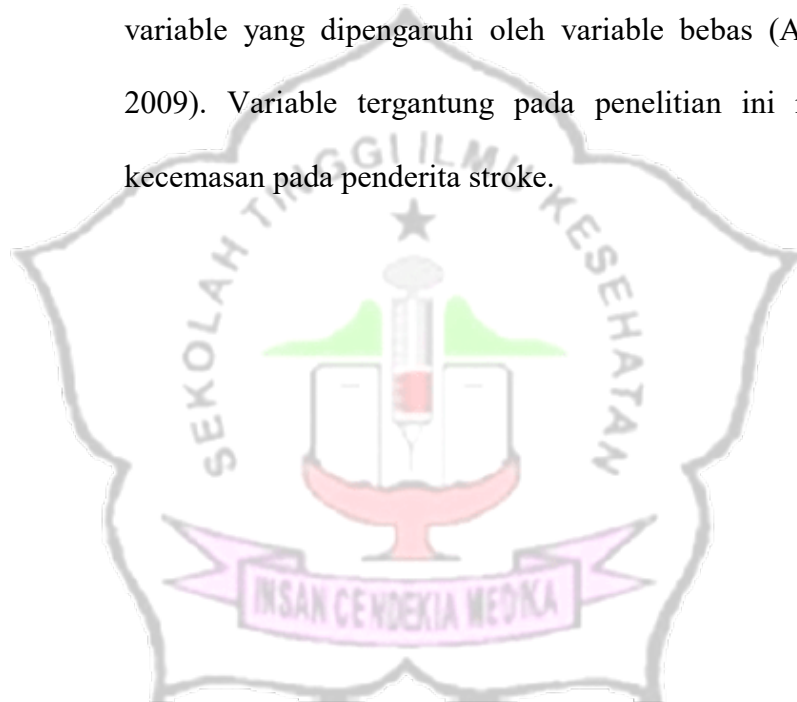 variable yang dipengaruhi oleh variable bebas (A
2009). Variable tergantung pada penelitian ini
kecemasan pada penderita stroke.
SEKOLAH TINGGI ILMU KESEHATAN
INSAN CENDEKIA MEDIKA